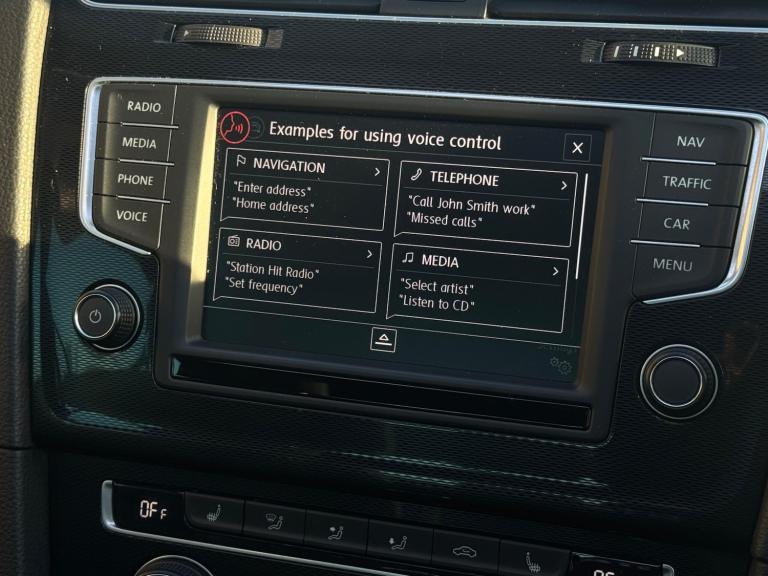 RADIO
MEDIA
PHONE
VOICE
Examples for using voice control
X
NAVIGATION
"Enter address"
"Home address"
TELEPHONE
"Call John Smith work"
"Missed calls"
RADIO
"Station Hit Radio"
"Set frequency"
MEDIA
"Select artist"
"Listen to CD"
NAV
TRAFFIC
CAR
MENU
OFF